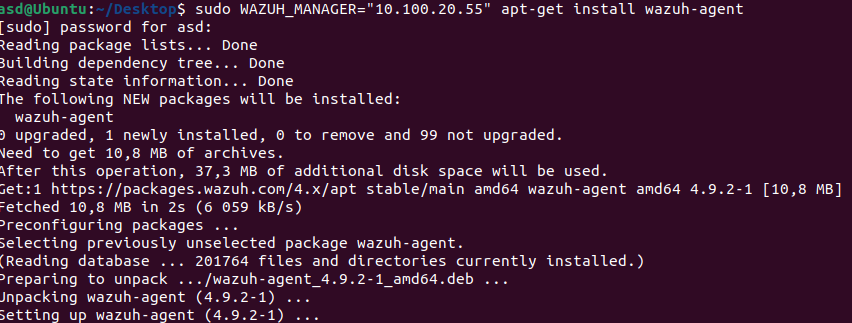 asd@Ubuntu:~/Desktop$ sudo WAZUH_MANAGER="10.100.20.55" apt-get install wazuh-agent
[sudo] password for asd:
Reading package lists... Done
Building dependency tree... Done
Reading state information... Done
The following NEW packages will be installed:
  wazuh-agent
0 upgraded, 1 newly installed, 0 to remove and 99 not upgraded.
Need to get 10,8 MB of archives.
After this operation, 37,3 MB of additional disk space will be used.
Get:1 https://packages.wazuh.com/4.x/apt stable/main amd64 wazuh-agent amd64 4.9.2-1 [10,8 MB]
Fetched 10,8 MB in 2s (6 059 kB/s)
Preconfiguring packages ...
Selecting previously unselected package wazuh-agent.
(Reading database ... 201764 files and directories currently installed.)
Preparing to unpack .../wazuh-agent_4.9.2-1_amd64.deb ...
Unpacking wazuh-agent (4.9.2-1) ...
Setting up wazuh-agent (4.9.2-1) ...